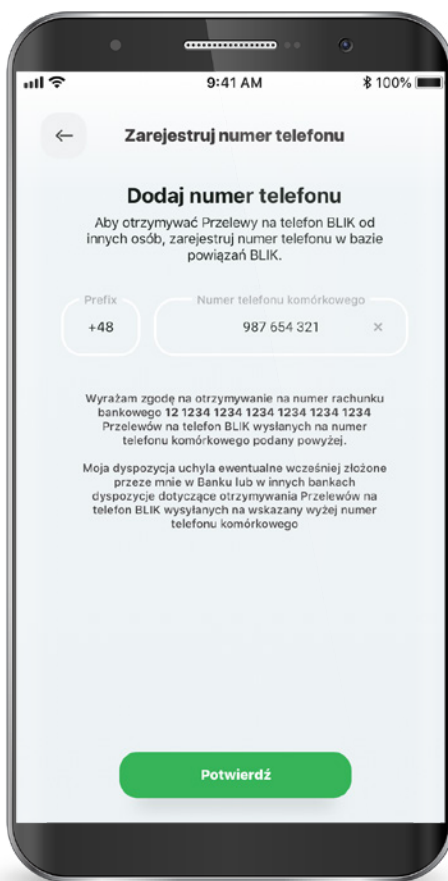 9:41 AM
100%
Zarejestruj numer telefonu
Dodaj numer telefonu
Aby otrzymywać Przelewy na telefon BLIK od
innych osób, zarejestruj numer telefonu w bazie
powiązań BLIK.
Prefix
Numer telefonu komórkowego
+48
987 654 321
Wyrażam zgodę na otrzymywanie na numer rachunku
bankowego 12 1234 1234 1234 1234 1234 1234
Przelewów na telefon BLIK wysłanych na numer
telefonu komórkowego podany powyżej.
Moja dyspozycja uchyla ewentualne wcześniej złożone
przeze mnie w Banku lub w innych bankach
dyspozycje dotyczące otrzymywania Przelewów na
telefon BLIK wysyłanych na wskazany wyżej numer
telefonu komórkowego
Potwierdź